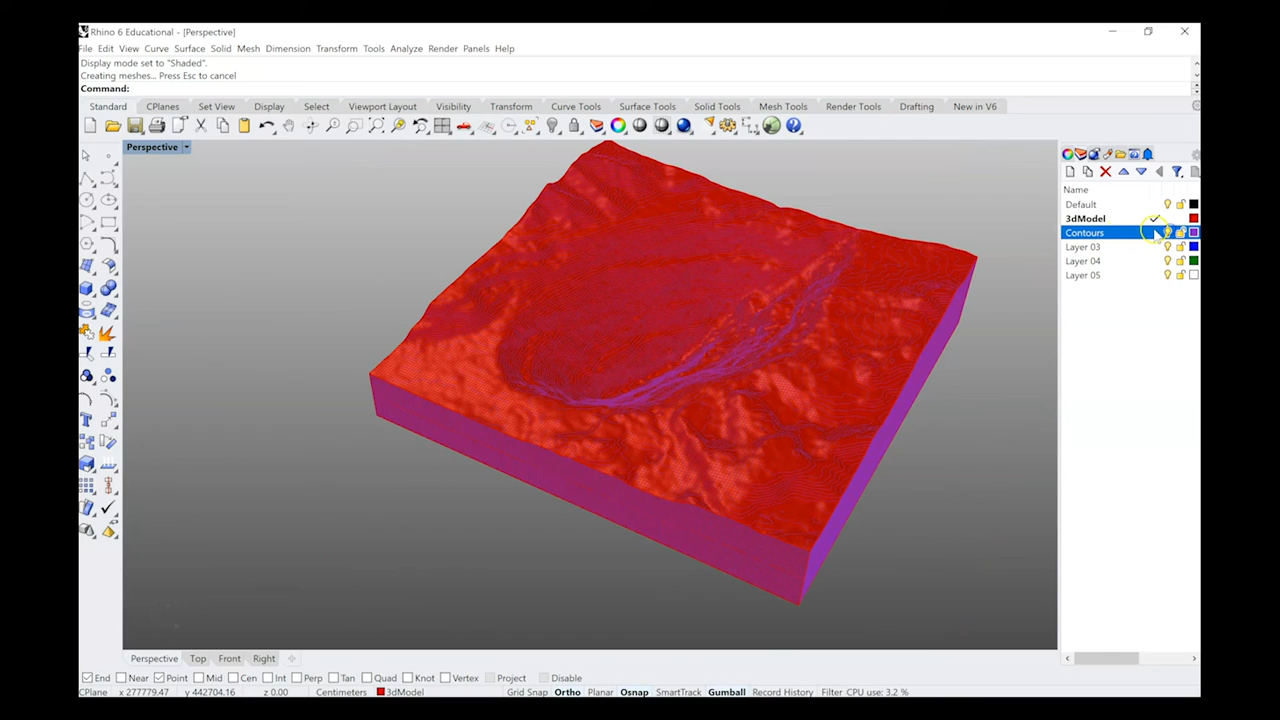 Rhino 6 Educational - [Perspective]
File Edit View Curve Surface Solid Mesh Dimension Transform Tools Analyze Render Panels Help
Display mode set to "Shaded".
Creating meshes... Press Esc to cancel
Command:
Standard CPlanes Set View Display Select Viewport Layout Visibility Transform Curve Tools Surface Tools Solid Tools Mesh Tools Render Tools Drafting New in V6
Perspective
Name
Default
3dModel
Contours
Layer 03
Layer 04
Layer 05
Perspective Top Front Right
End Near Point Mid Cen Int Perp Tan Quad Knot Vertex Project Disable
CPlane x 277779.47 y 442704.16 z 0.00 Centimeters 3dModel Grid Snap Ortho Planar Osnap SmartTrack Gumball Record History Filter CPU use: 3.2 %